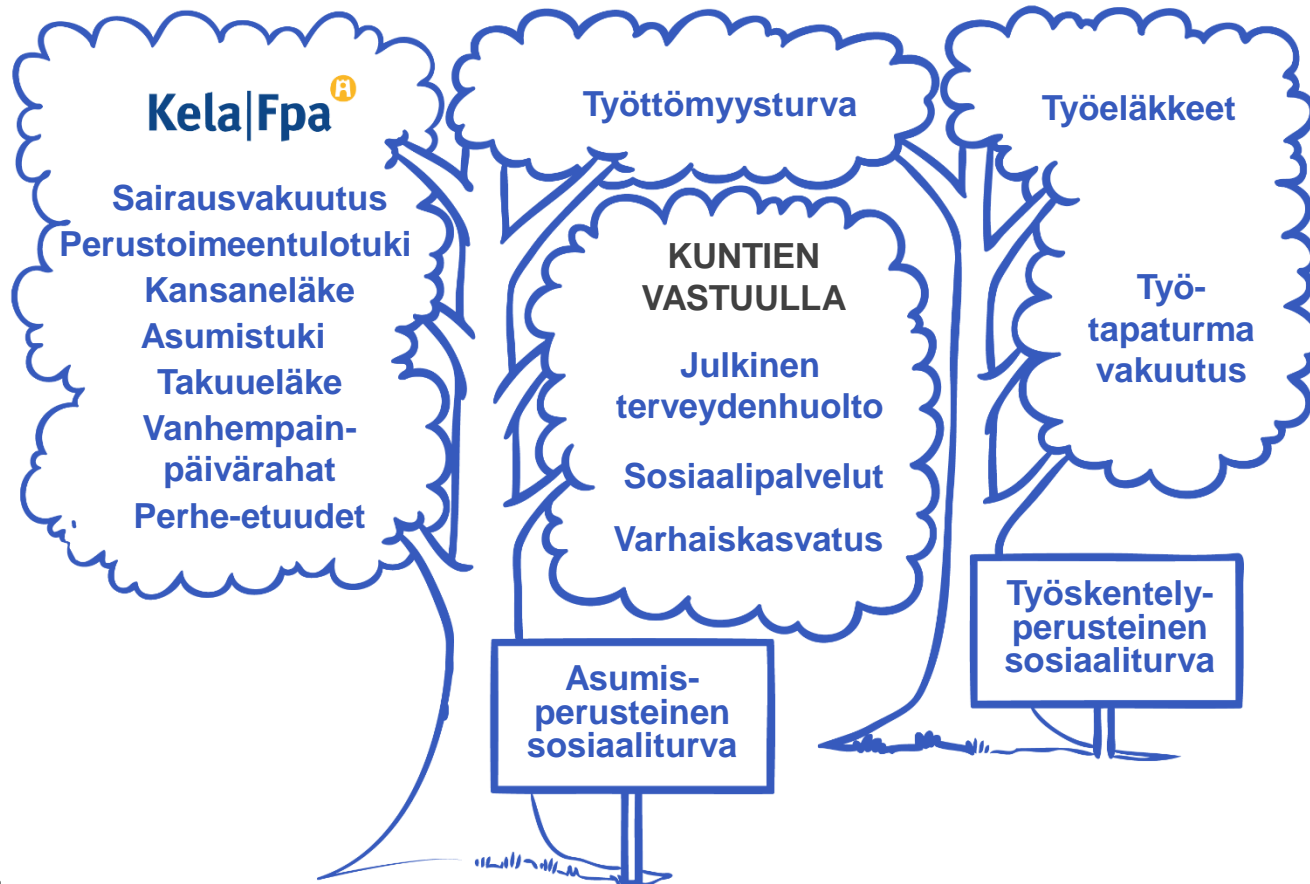 Kela|Fpa
Sairausvakuutus
Perustoimeentulotuki
Kansaneläke
Asumistuki
Takuueläke
Vanhempain-
päivärahat
Perhe-etuudet
Työttömyysturva
KUNTIEN
VASTUULLA
Julkinen
terveydenhuolto
Sosiaalipalvelut
Varhaiskasvatus
Työeläkkeet
Työ-
tapaturma
vakuutus
Asumis-
perusteinen
sosiaaliturva
Työskentely-
perusteinen
sosiaaliturva